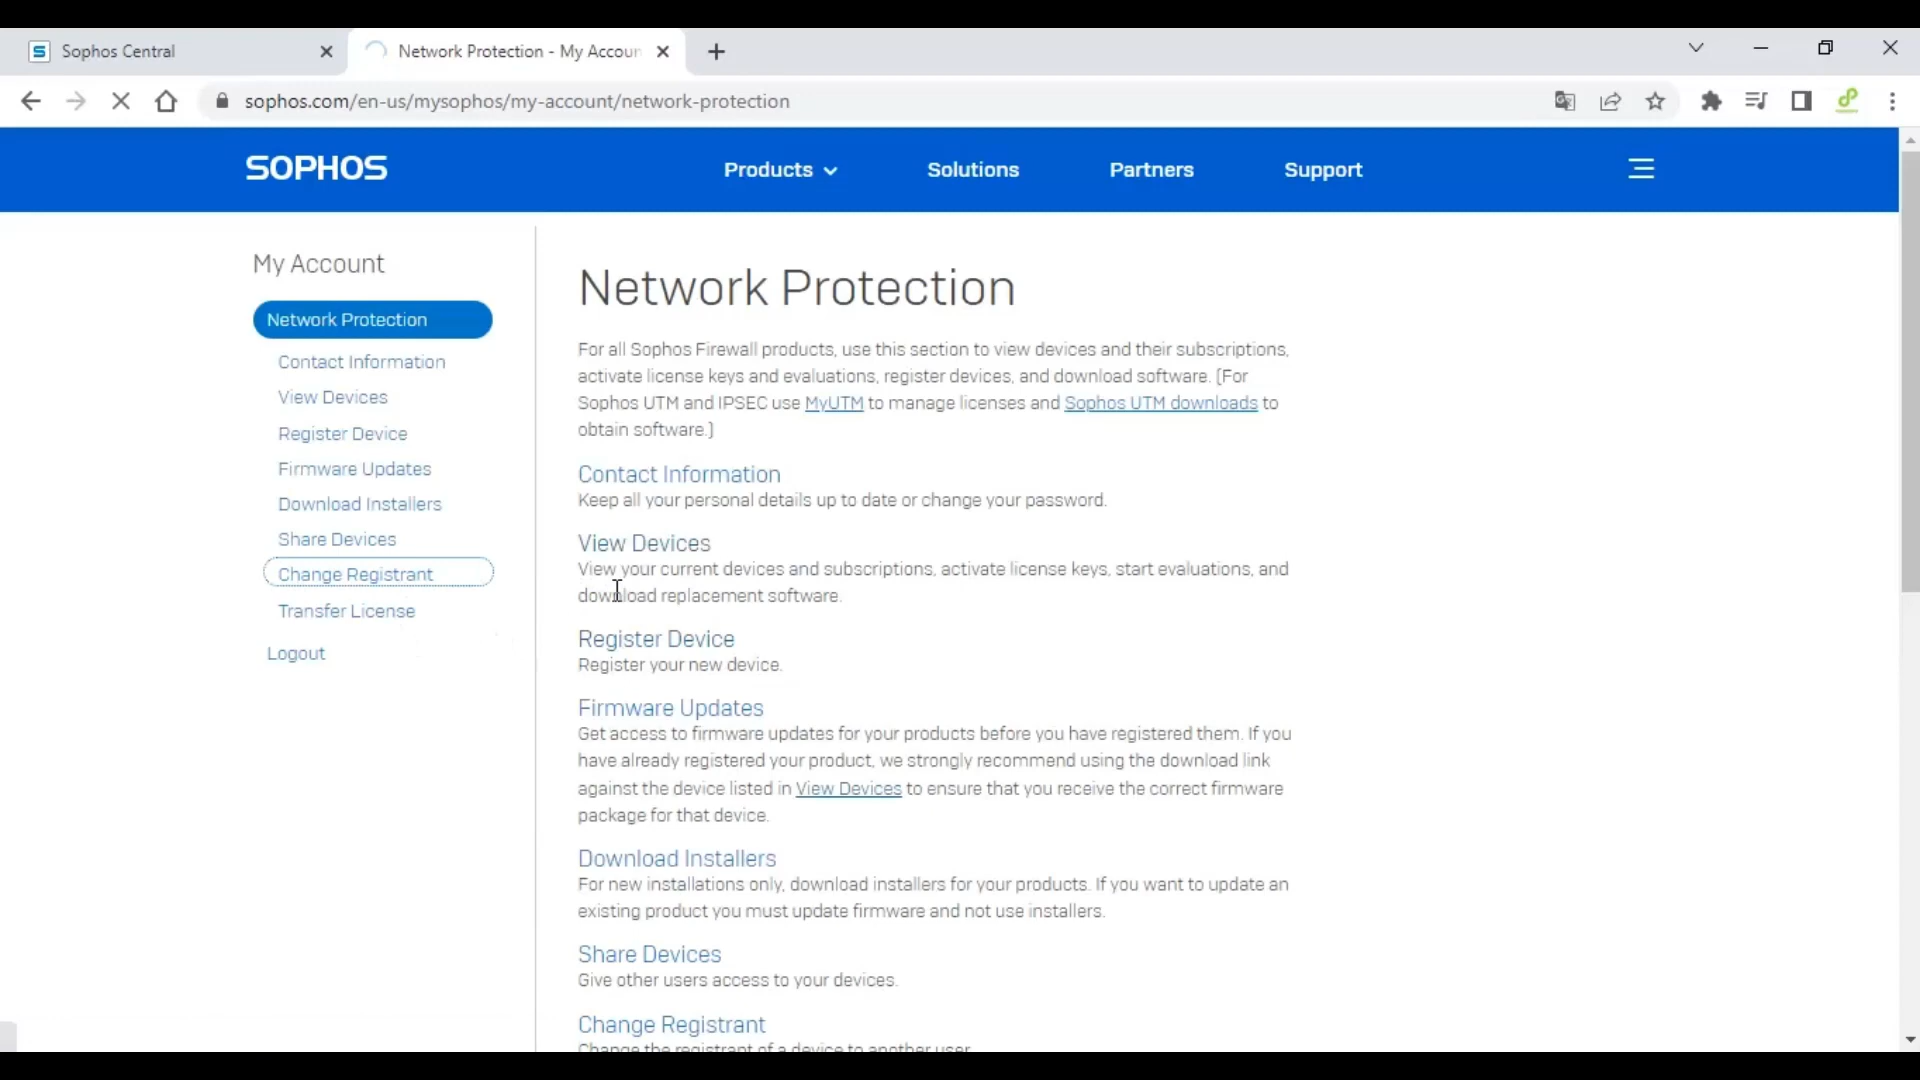 Sophos Central
Network Protection - My Accoun
sophos.com/en-us/mysophos/my-account/network-protection
SOPHOS
Products
Solutions
Partners
Support
My Account
Network Protection
Contact Information
View Devices
Register Device
Firmware Updates
Download Installers
Share Devices
Change Registrant
Transfer License
Logout
Network Protection
For all Sophos Firewall products, use this section to view devices and their subscriptions,
activate license keys and evaluations, register devices, and download software. (For
Sophos UTM and IPSEC use MyUTM to manage licenses and Sophos UTM downloads to
obtain software.)
Contact Information
Keep all your personal details up to date or change your password.
View Devices
View your current devices and subscriptions, activate license keys, start evaluations, and
download replacement software.
Register Device
Register your new device.
Firmware Updates
Get access to firmware updates for your products before you have registered them. If you
have already registered your product, we strongly recommend using the download link
against the device listed in View Devices to ensure that you receive the correct firmware
package for that device.
Download Installers
For new installations only, download installers for your products. If you want to update an
existing product you must update firmware and not use installers.
Share Devices
Give other users access to your devices.
Change Registrant
Change the registrant of a device to another user